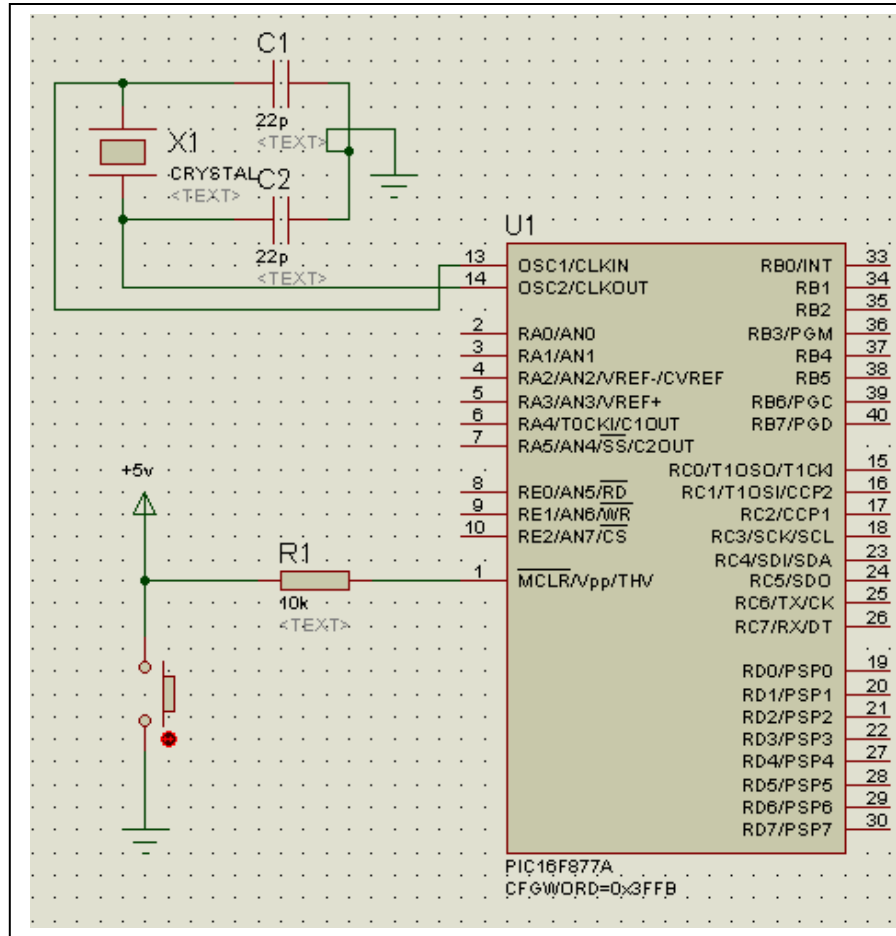 C1
22p
<TEXT>
X1
CRYSTAL
<TEXT>
C2
22p
<TEXT>
U1
13 OSC1/CLKIN RB0/INT 33
14 OSC2/CLKOUT RB1 34
RB2 35
2 RA0/AN0 RB3/PGM 36
3 RA1/AN1 RB4 37
4 RA2/AN2/VREF-/CVREF RB5 38
5 RA3/AN3/VREF+ RB6/PGC 39
6 RA4/T0CKI/C1OUT RB7/PGD 40
7 RA5/AN4/SS/C2OUT
RC0/T1OSO/T1CKI 15
8 RE0/AN5/RD RC1/T1OSI/CCP2 16
9 RE1/AN6/WR RC2/CCP1 17
10 RE2/AN7/CS RC3/SCK/SCL 18
RC4/SDI/SDA 23
1 MCLR/Vpp/THV RC5/SDO 24
RC6/TX/CK 25
RC7/RX/DT 26
RD0/PSP0 19
RD1/PSP1 20
RD2/PSP2 21
RD3/PSP3 22
RD4/PSP4 27
RD5/PSP5 28
RD6/PSP6 29
RD7/PSP7 30
+5v
R1
10k
<TEXT>
PIC16F877A
CFGWORD=0x3FFB